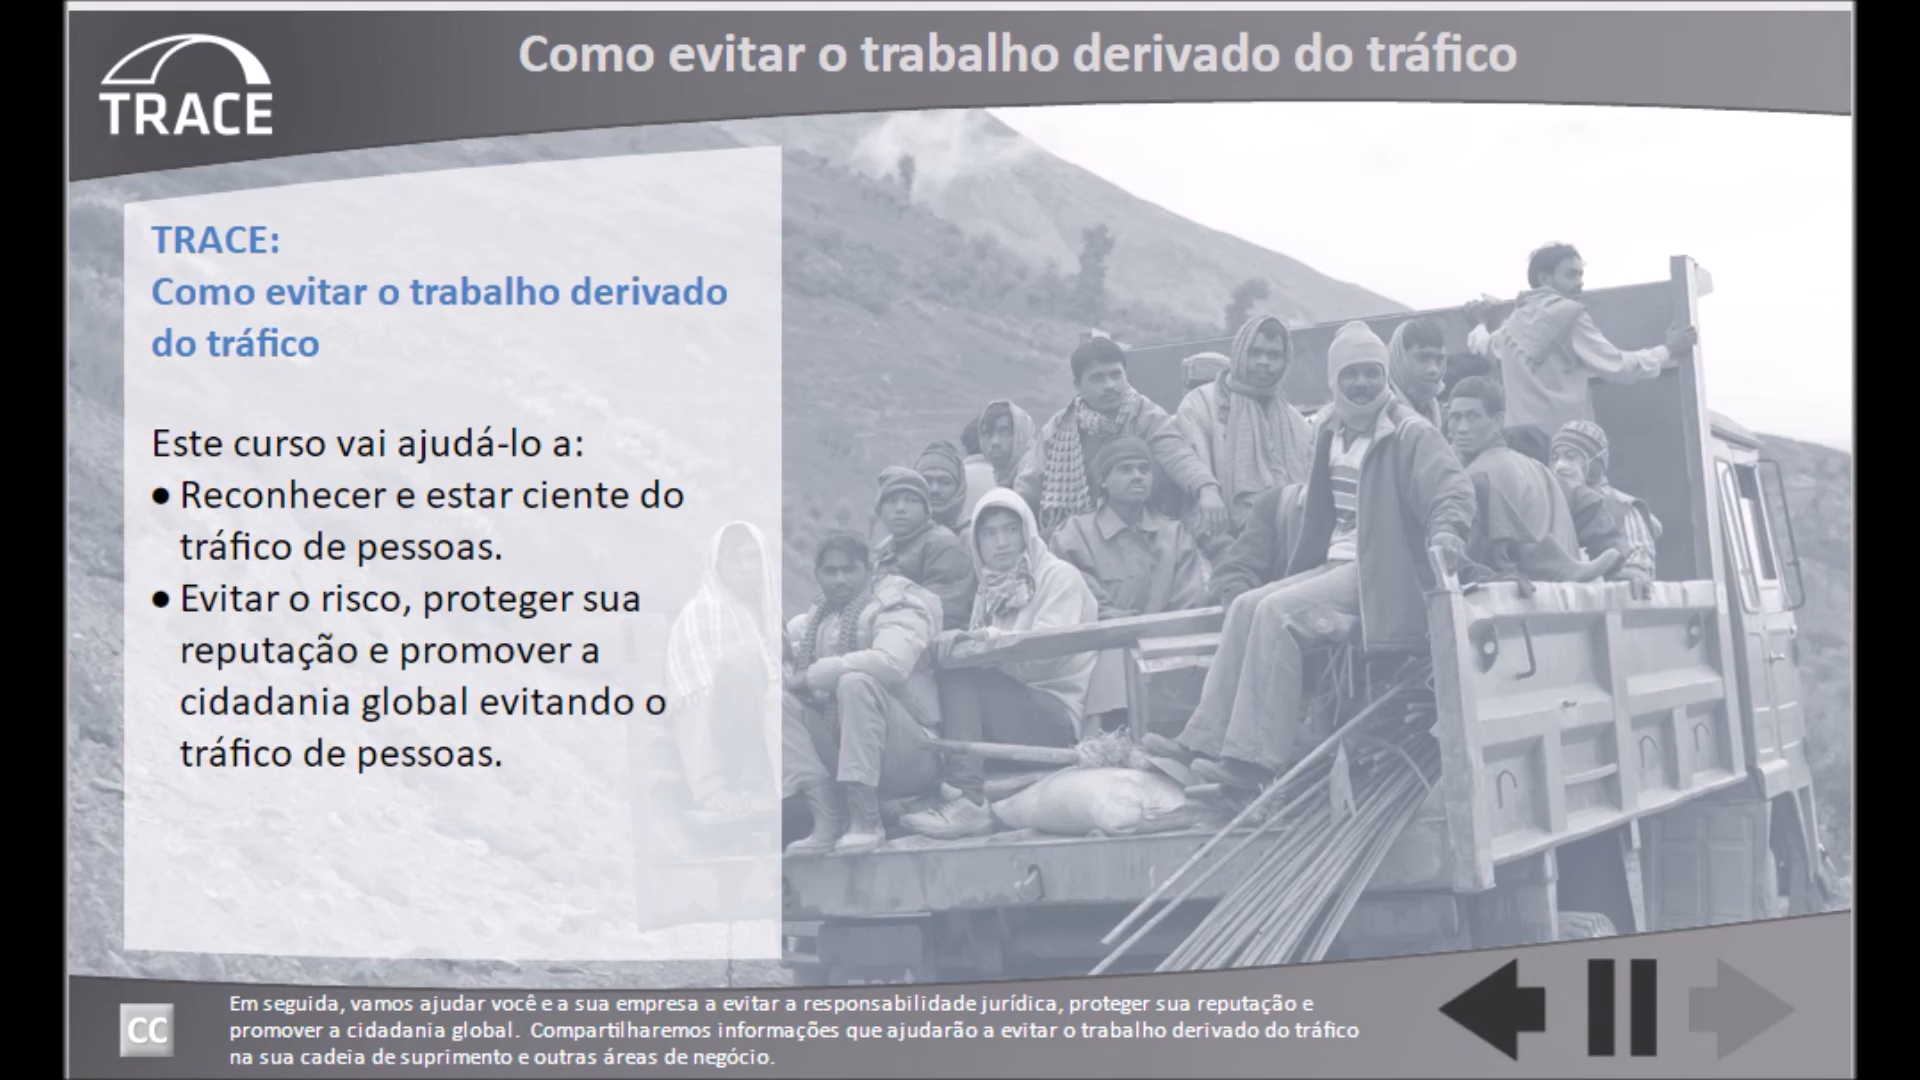 TRACE
Como evitar o trabalho derivado do tráfico
TRACE:
Como evitar o trabalho derivado
do tráfico
Este curso vai ajudá-lo a:
● Reconhecer e estar ciente do
tráfico de pessoas.
● Evitar o risco, proteger sua
reputação e promover a
cidadania global evitando o
tráfico de pessoas.
CC
Em seguida, vamos ajudar você e a sua empresa a evitar a responsabilidade jurídica, proteger sua reputação e
promover a cidadania global. Compartilharemos informações que ajudarão a evitar o trabalho derivado do tráfico
na sua cadeia de suprimento e outras áreas de negócio.